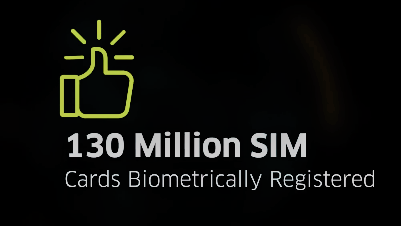 130 Million SIM
Cards Biometrically Registered